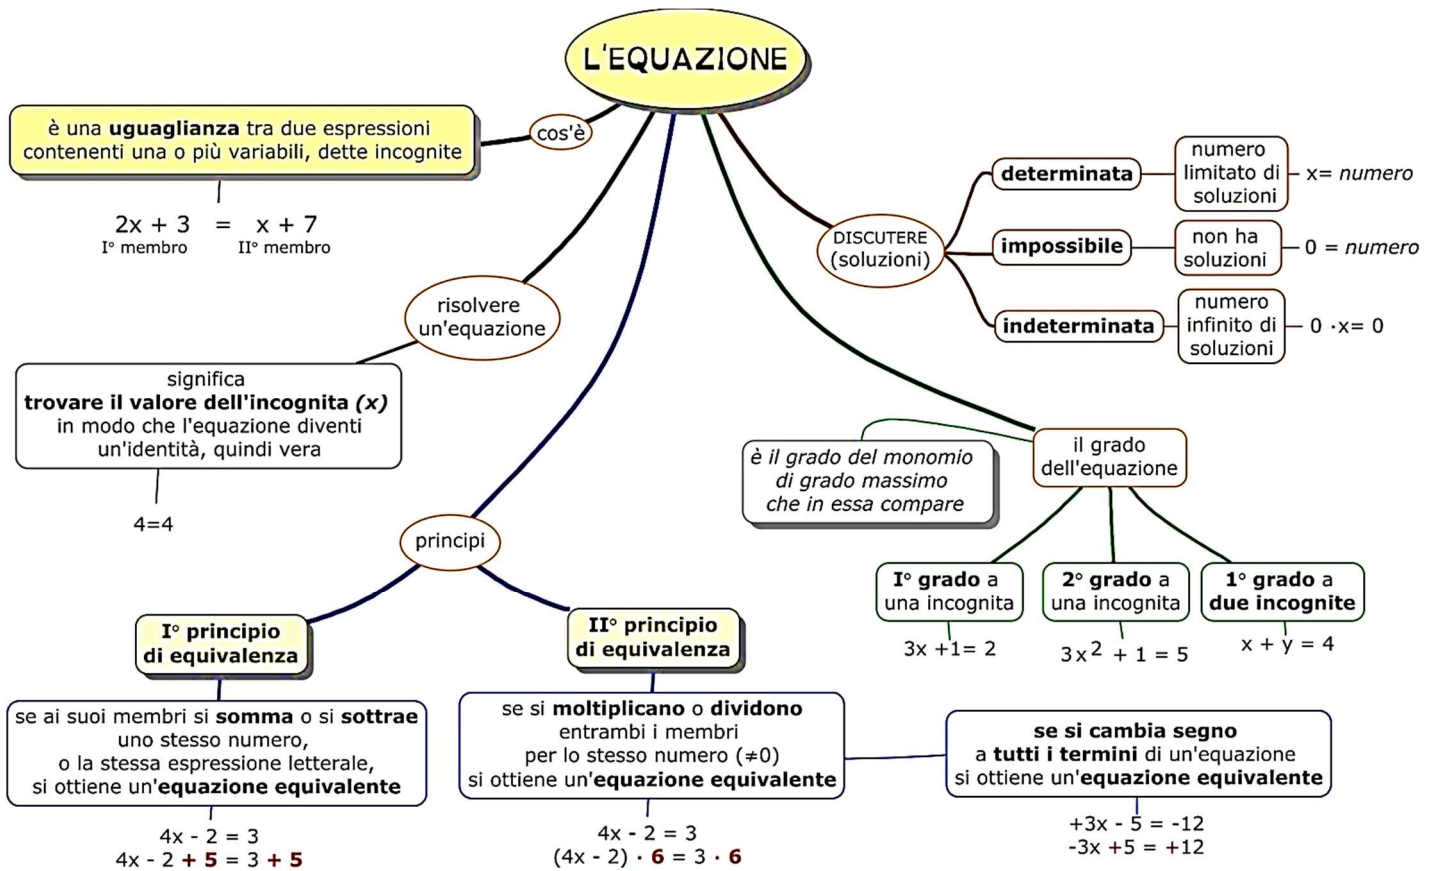 L'EQUAZIONE
cos'è
è una uguaglianza tra due espressioni
contenenti una o più variabili, dette incognite
2x + 3 = x + 7
I° membro II° membro
risolvere
un'equazione
significa
trovare il valore dell'incognita (x)
in modo che l'equazione diventi
un'identità, quindi vera
4=4
principi
I° principio
di equivalenza
se ai suoi membri si somma o si sottrae
uno stesso numero,
o la stessa espressione letterale,
si ottiene un'equazione equivalente
4x - 2 = 3
4x - 2 + 5 = 3 + 5
II° principio
di equivalenza
se si moltiplicano o dividono
entrambi i membri
per lo stesso numero (≠0)
si ottiene un'equazione equivalente
4x - 2 = 3
(4x - 2) · 6 = 3 · 6
se si cambia segno
a tutti i termini di un'equazione
si ottiene un'equazione equivalente
+3x - 5 = -12
-3x +5 = +12
DISCUTERE
(soluzioni)
determinata
numero
limitato di
soluzioni
x= numero
impossibile
non ha
soluzioni
0 = numero
indeterminata
numero
infinito di
soluzioni
0 ·x= 0
il grado
dell'equazione
è il grado del monomio
di grado massimo
che in essa compare
I° grado a
una incognita
3x +1= 2
2° grado a
una incognita
3x² + 1 = 5
1° grado a
due incognite
x + y = 4